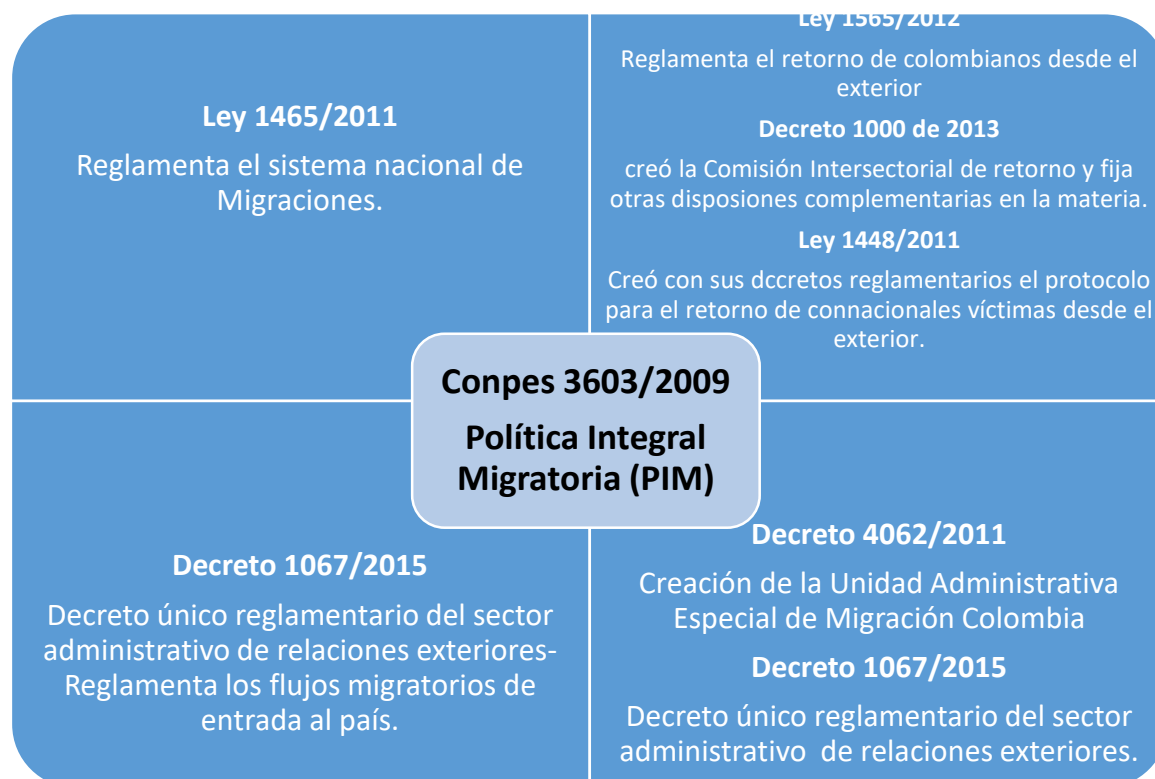 Ley 1465/2011
Reglamenta el sistema nacional de
Migraciones.
Ley 1565/2012
Reglamenta el retorno de colombianos desde el
exterior
Decreto 1000 de 2013
creó la Comisión Intersectorial de retorno y fija
otras disposiones complementarias en la materia.
Ley 1448/2011
Creó con sus dccretos reglamentarios el protocolo
para el retorno de connacionales víctimas desde el
exterior.
Conpes 3603/2009
Política Integral
Migratoria (PIM)
Decreto 1067/2015
Decreto único reglamentario del sector
administrativo de relaciones exteriores-
Reglamenta los flujos migratorios de
entrada al país.
Decreto 4062/2011
Creación de la Unidad Administrativa
Especial de Migración Colombia
Decreto 1067/2015
Decreto único reglamentario del sector
administrativo  de relaciones exteriores.